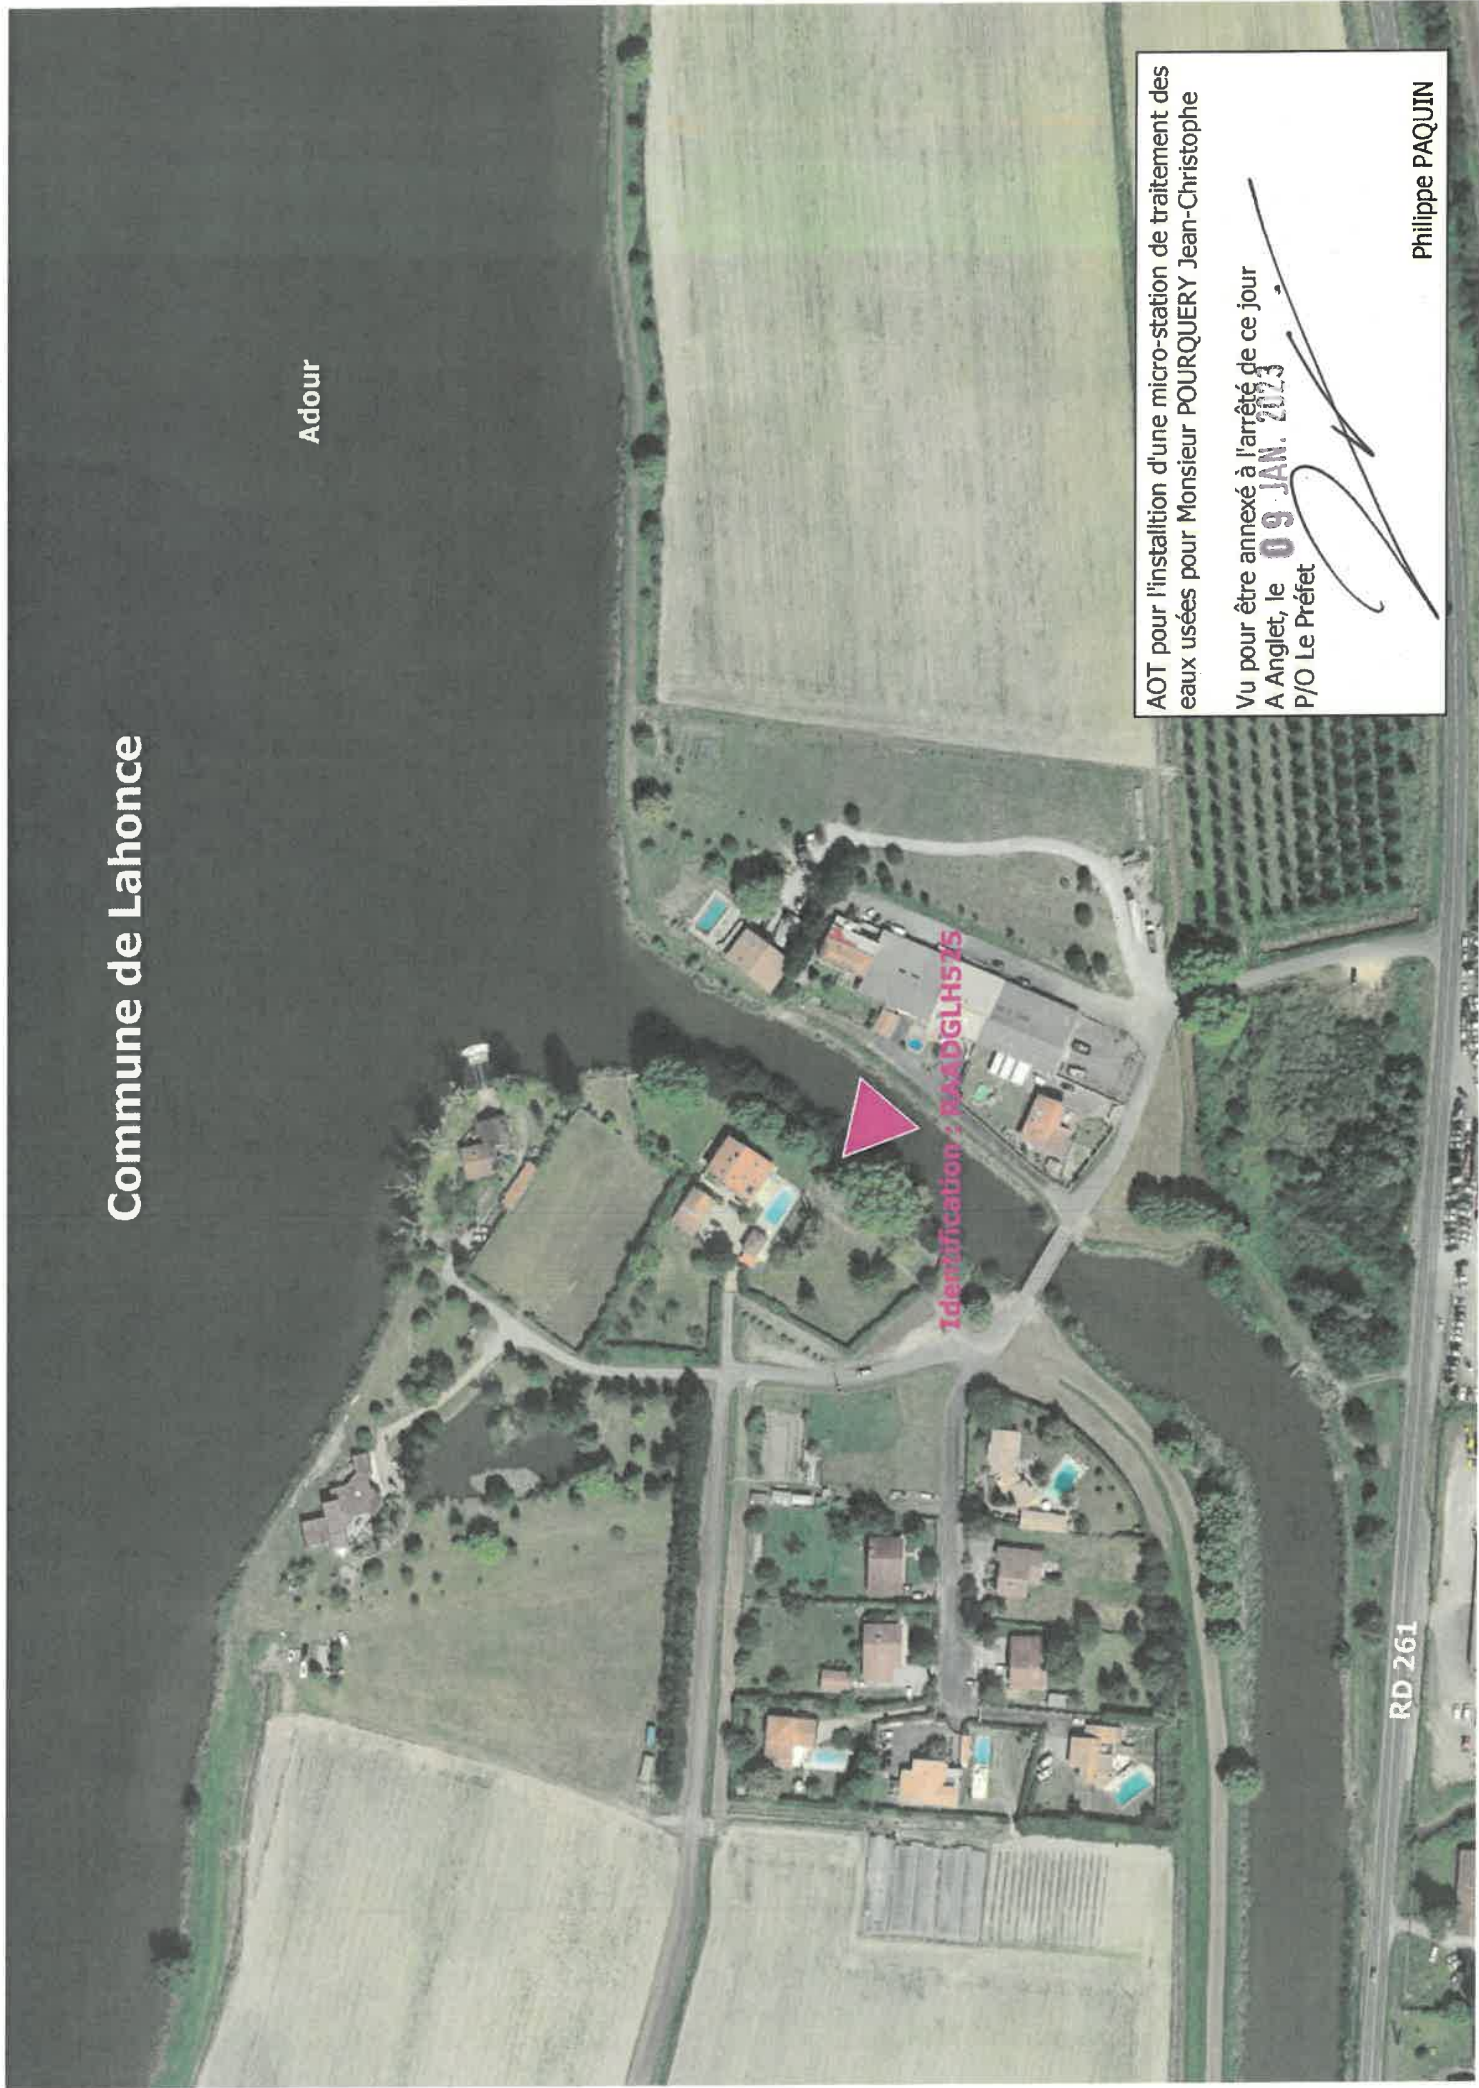 Commune de Lahonce
Adour
Identification : RAADGLH525
RD 261
AOT pour l'installtion d'une micro-station de traitement des
eaux usées pour Monsieur POURQUERY Jean-Christophe
Vu pour être annexé à l'arrêté de ce jour
A Anglet, le 09 JAN. 2023
P/O Le Préfet
Philippe PAQUIN